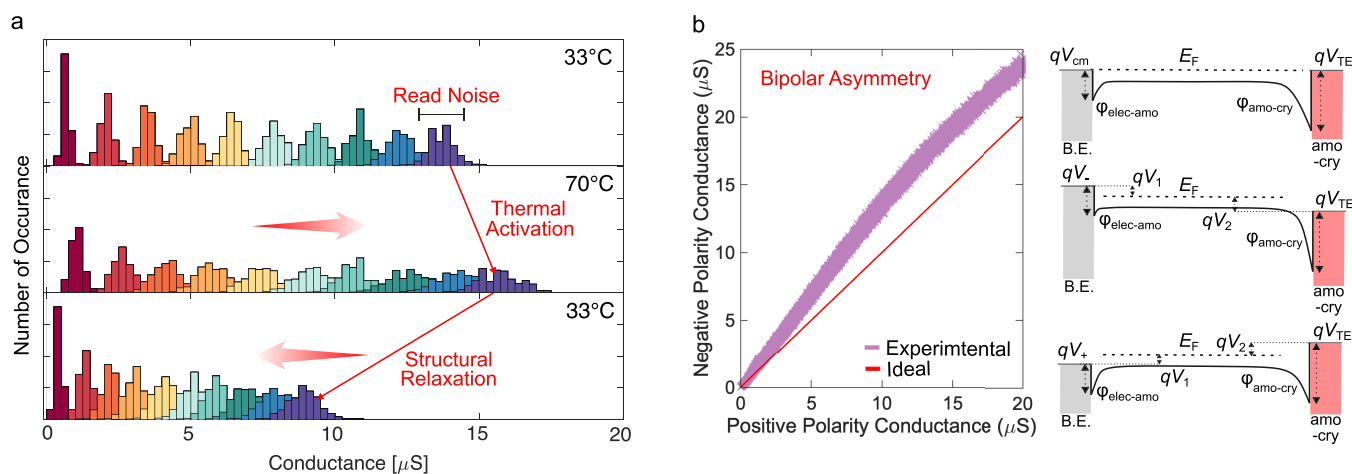 a
33°C
Read Noise
70°C
Thermal
Activation
33°C
Structural
Relaxation
Number of Occurance
0 5 10 15 20
Conductance [μS]
b
25
20
15
10
5
0
Negative Polarity Conductance (μS)
Bipolar Asymmetry
Experimtental
Ideal
0 5 10 15 20
Positive Polarity Conductance (μS)
qVcm
EF
qVTE
φelec-amo
φamo-cry
B.E.
amo
-cry
qV-
qV1
EF
qVTE
φelec-amo
qV2
φamo-cry
B.E.
amo
-cry
qV+
EF
qV2
qVTE
qV1
φelec-amo
φamo-cry
B.E.
amo
-cry